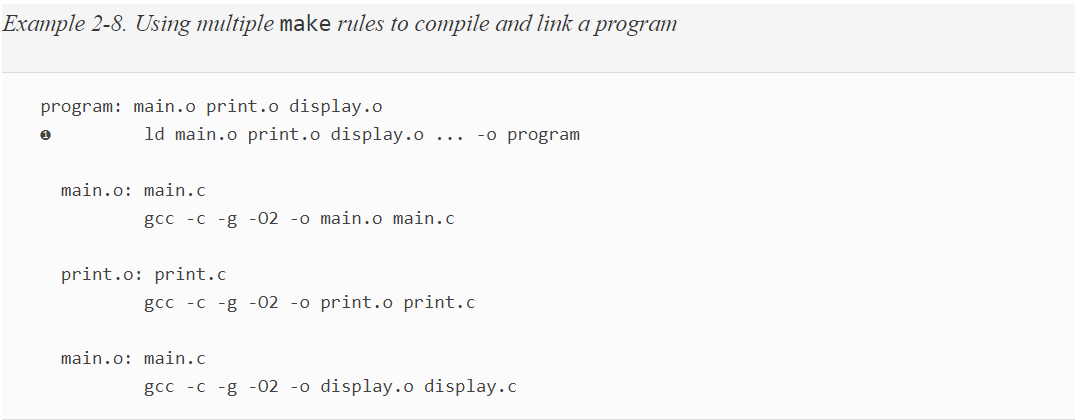 Example 2-8. Using multiple make rules to compile and link a program
program: main.o print.o display.o
❶ ld main.o print.o display.o ... -o program
main.o: main.c
gcc -c -g -O2 -o main.o main.c
print.o: print.c
gcc -c -g -O2 -o print.o print.c
main.o: main.c
gcc -c -g -O2 -o display.o display.c